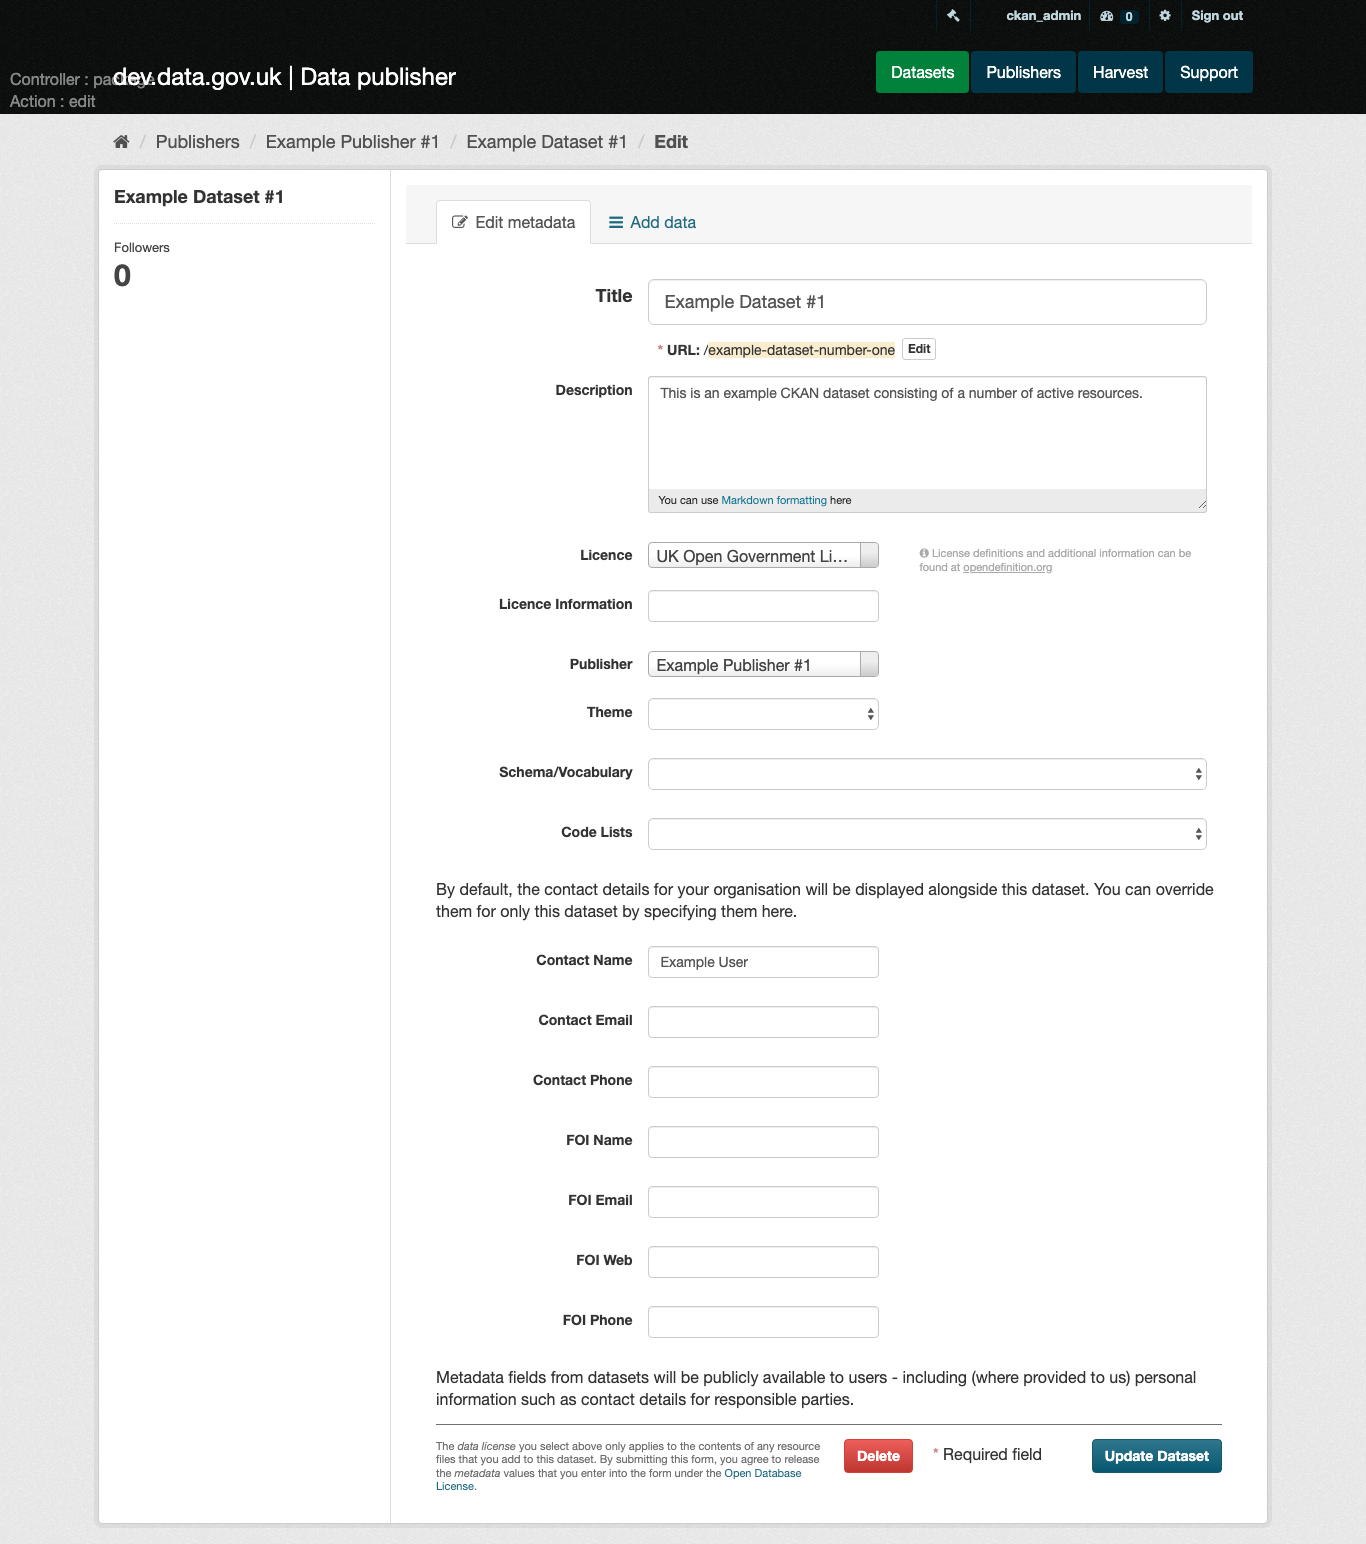 ckan_admin 0 Sign out
Controller : package
Action : edit
dev.data.gov.uk | Data publisher
Datasets Publishers Harvest Support
/ Publishers / Example Publisher #1 / Example Dataset #1 / Edit
Example Dataset #1
Followers
0
Edit metadata Add data
Title Example Dataset #1
* URL: /example-dataset-number-one Edit
Description This is an example CKAN dataset consisting of a number of active resources.
You can use Markdown formatting here
Licence UK Open Government Li...
License definitions and additional information can be
found at opendefinition.org
Licence Information
Publisher Example Publisher #1
Theme
Schema/Vocabulary
Code Lists
By default, the contact details for your organisation will be displayed alongside this dataset. You can override
them for only this dataset by specifying them here.
Contact Name Example User
Contact Email
Contact Phone
FOI Name
FOI Email
FOI Web
FOI Phone
Metadata fields from datasets will be publicly available to users - including (where provided to us) personal
information such as contact details for responsible parties.
The data license you select above only applies to the contents of any resource
files that you add to this dataset. By submitting this form, you agree to release
the metadata values that you enter into the form under the Open Database
License.
Delete * Required field Update Dataset